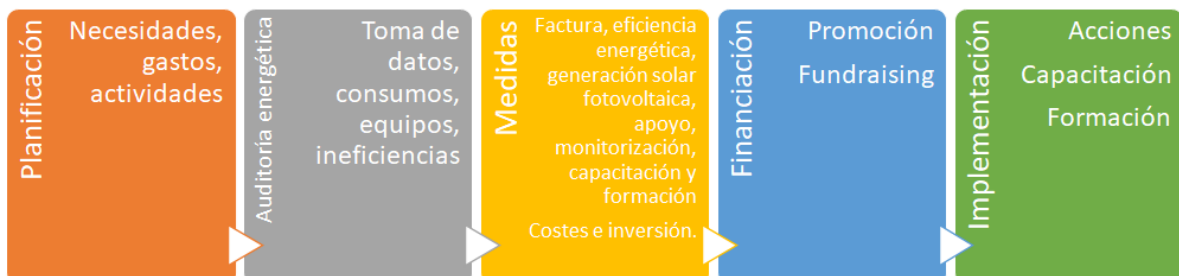 Planificación
Necesidades,
gastos,
actividades
Auditoría energética
Toma de
datos,
consumos,
equipos,
ineficiencias
Medidas
Factura, eficiencia
energética,
generación solar
fotovoltaica,
apoyo,
monitorización,
capacitación y
formación
Costes e inversión.
Financiación
Promoción
Fundraising
Implementación
Acciones
Capacitación
Formación